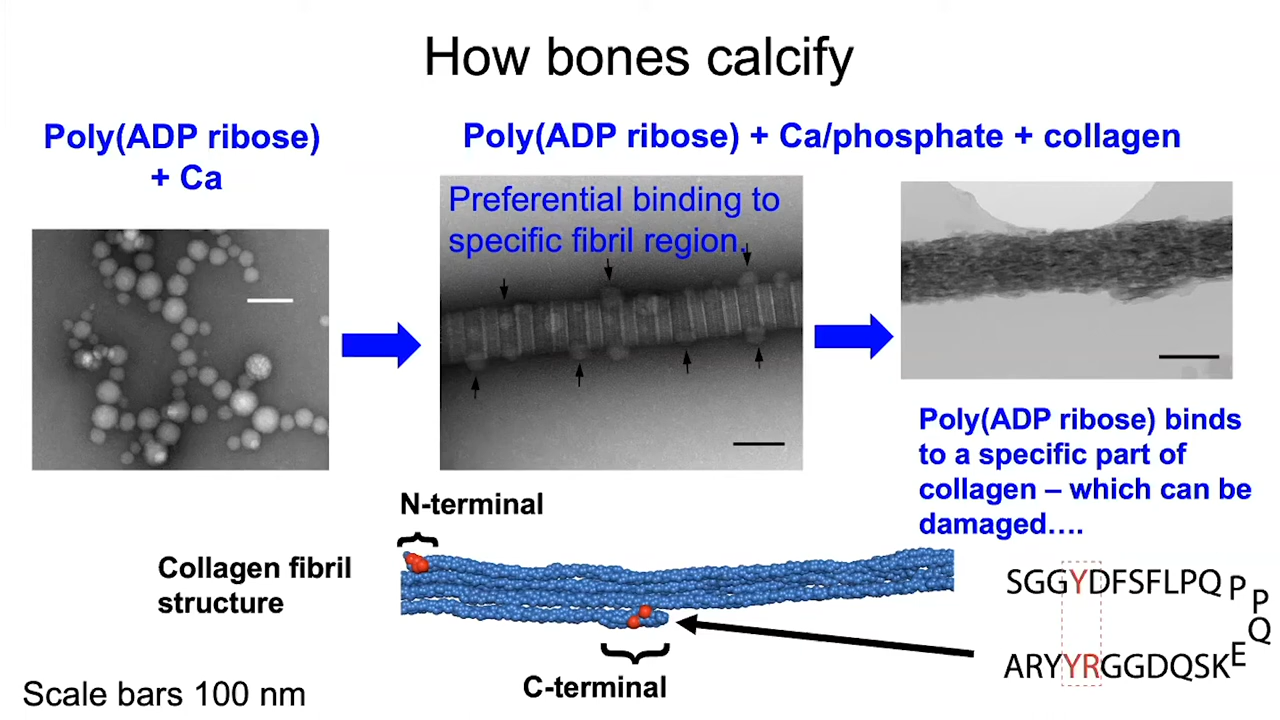 How bones calcify
Poly(ADP ribose)
+ Ca
Poly(ADP ribose) + Ca/phosphate + collagen
Preferential binding to
specific fibril region.
Poly(ADP ribose) binds
to a specific part of
collagen – which can be
damaged….
N-terminal
Collagen fibril
structure
C-terminal
SGGYDFSFLPQ P
P
Q
E
ARYYRGGDQSK
Scale bars 100 nm